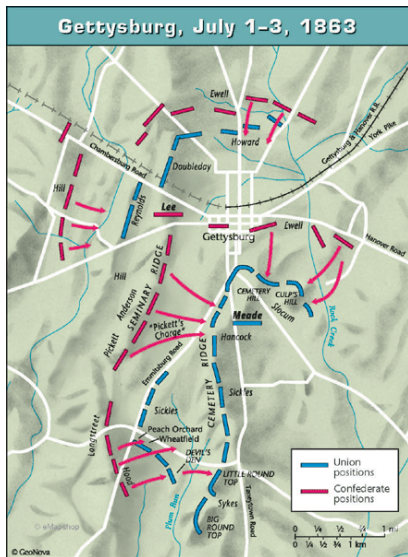 Gettysburg, July 1–3, 1863
Ewell
Gettysburg & Hanover R.R.
York Pike
Howard
Chambersburg Road
Doubleday
Hill
Reynolds
Lee
Gettysburg
Ewell
Hanover Road
Hill
SEMINARY RIDGE
Anderson
CEMETERY
HILL
CULP'S
HILL
Slocum
Rock Creek
Meade
Pickett
"Pickett's
Charge"
Hancock
Emmitsburg Road
CEMETERY RIDGE
Sickles
Sickles
Peach Orchard
Wheatfield
Longstreet
DEVIL'S
DEN
Hood
LITTLE ROUND
TOP
Plum Run
Sykes
Taneytown Road
BIG
ROUND
TOP
Union
positions
Confederate
positions
0 ¼ ½ ¾ 1 mi
0 ¼ ½ ¾ 1 km
© eMapshop
© GeoNova